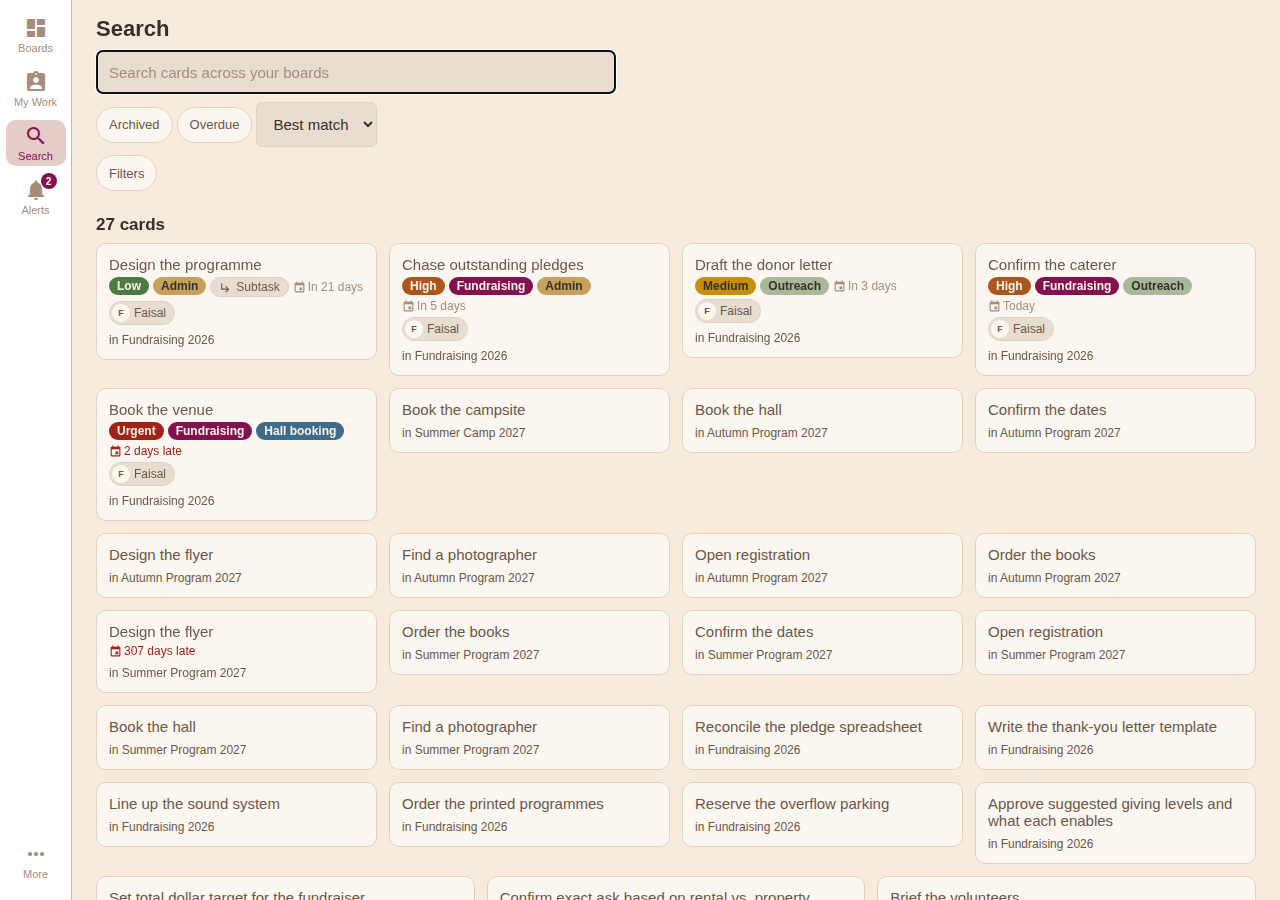 Boards
My Work
Search
2
Alerts
More
Search
Search cards across your boards
Archived
Overdue
Best match
Filters
27 cards
Design the programme
Low
Admin
Subtask
In 21 days
F
Faisal
in Fundraising 2026
Chase outstanding pledges
High
Fundraising
Admin
In 5 days
F
Faisal
in Fundraising 2026
Draft the donor letter
Medium
Outreach
In 3 days
F
Faisal
in Fundraising 2026
Confirm the caterer
High
Fundraising
Outreach
Today
F
Faisal
in Fundraising 2026
Book the venue
Urgent
Fundraising
Hall booking
2 days late
F
Faisal
in Fundraising 2026
Book the campsite
in Summer Camp 2027
Book the hall
in Autumn Program 2027
Confirm the dates
in Autumn Program 2027
Design the flyer
in Autumn Program 2027
Find a photographer
in Autumn Program 2027
Open registration
in Autumn Program 2027
Order the books
in Autumn Program 2027
Design the flyer
307 days late
in Summer Program 2027
Order the books
in Summer Program 2027
Confirm the dates
in Summer Program 2027
Open registration
in Summer Program 2027
Book the hall
in Summer Program 2027
Find a photographer
in Summer Program 2027
Reconcile the pledge spreadsheet
in Fundraising 2026
Write the thank-you letter template
in Fundraising 2026
Line up the sound system
in Fundraising 2026
Order the printed programmes
in Fundraising 2026
Reserve the overflow parking
in Fundraising 2026
Approve suggested giving levels and
what each enables
in Fundraising 2026
Set total dollar target for the fundraiser
Confirm exact ask based on rental vs. property
Brief the volunteers